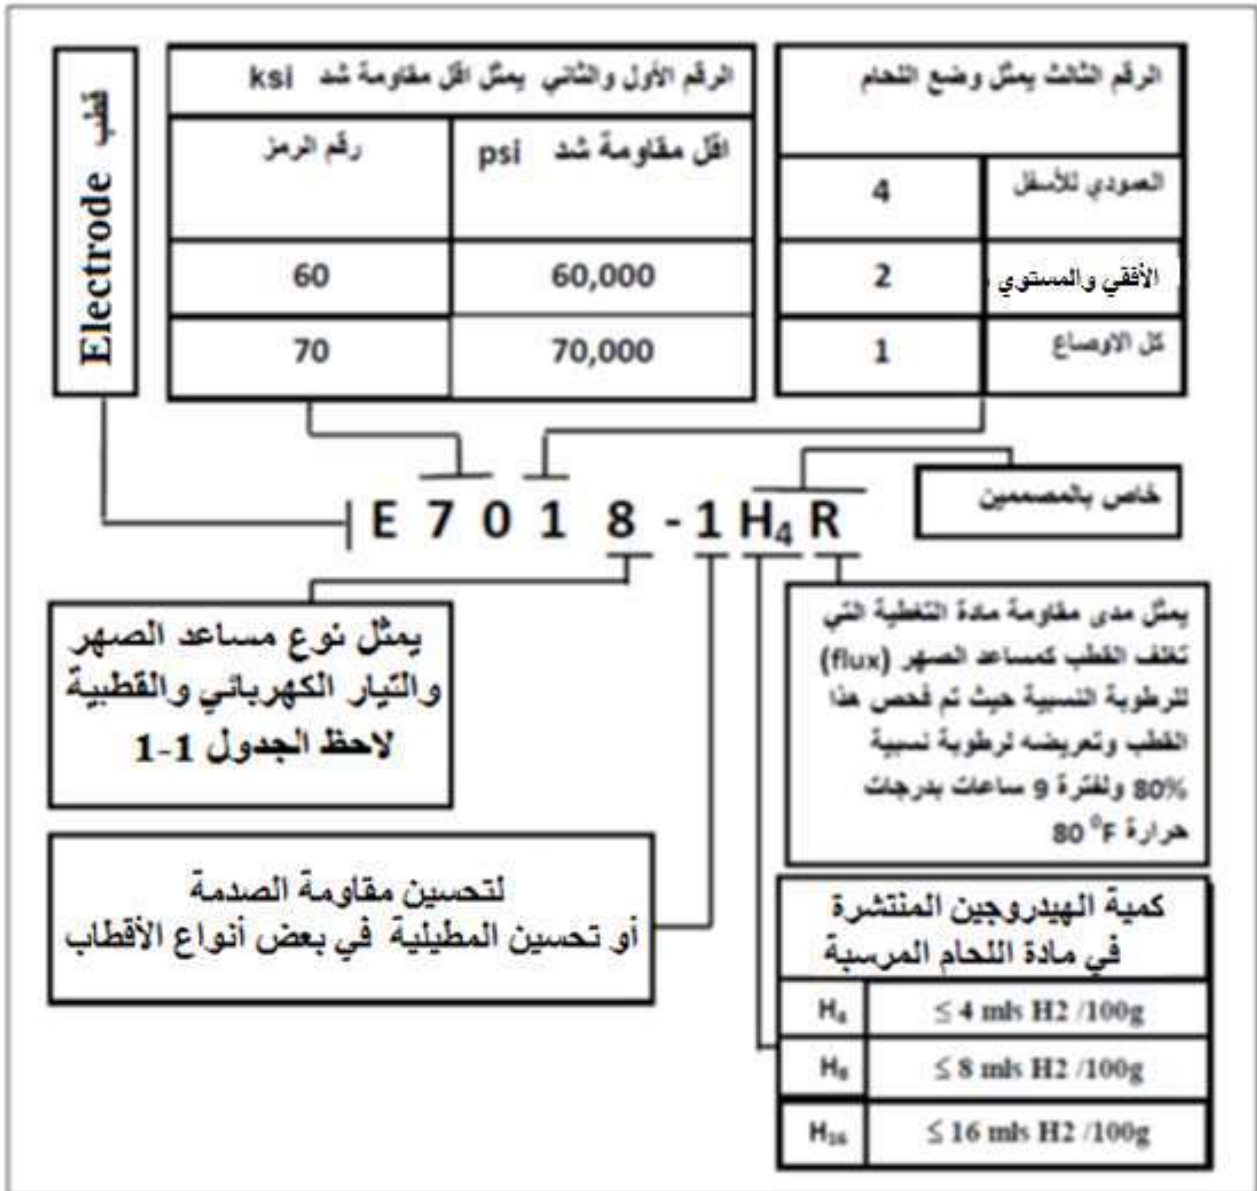 قطب Electrode
الرقم الأول والثاني يمثل اقل مقاومة شد ksi
رقم الرمز
اقل مقاومة شد psi
60
60,000
70
70,000
الرقم الثالث يمثل وضع اللحام
4
العمودي للأسفل
2
الأفقي والمستوي
1
كل الاوصاع
خاص بالمصممين
E 7 0 1 8 - 1 H4 R
يمثل نوع مساعد الصهر
والتيار الكهربائي والقطبية
لاحظ الجدول 1-1
لتحسين مقاومة الصدمة
أو تحسين المطيلية في بعض أنواع الأقطاب
يمثل مدى مقاومة مادة التغطية التي
تغلف القطب كمساعد الصهر (flux)
للرطوبة النسبية حيث تم فحص هذا
القطب وتعريضه لرطوبة نسبية
80% ولفترة 9 ساعات بدرجات
حرارة 80 ⁰F
كمية الهيدروجين المنتشرة
في مادة اللحام المرسبة
H4
≤ 4 mls H2 /100g
H8
≤ 8 mls H2 /100g
H16
≤ 16 mls H2 /100g